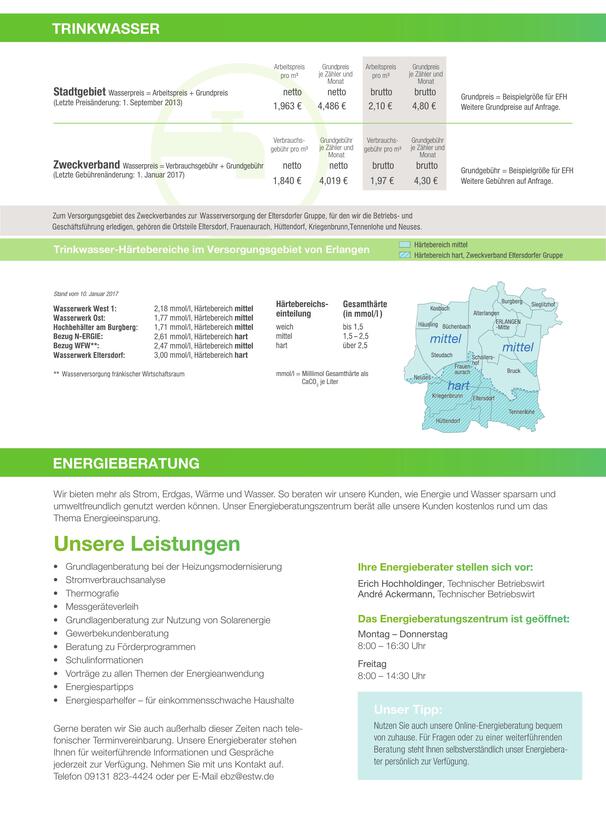 TRINKWASSER
Arbeitspreis
pro m³
Grundpreis
je Zähler und
Monat
Arbeitspreis
pro m³
Grundpreis
je Zähler und
Monat
Stadtgebiet Wasserpreis = Arbeitspreis + Grundpreis
(Letzte Preisänderung: 1. September 2013)
netto netto brutto brutto
1,963 € 4,486 € 2,10 € 4,80 €
Grundpreis = Beispielgröße für EFH
Weitere Grundpreise auf Anfrage.
Verbrauchs-
gebühr pro m³
Grundgebühr
je Zähler und
Monat
Verbrauchs-
gebühr pro m³
Grundgebühr
je Zähler und
Monat
Zweckverband Wasserpreis = Verbrauchsgebühr + Grundgebühr
(Letzte Gebührenänderung: 1. Januar 2017)
netto netto brutto brutto
1,840 € 4,019 € 1,97 € 4,30 €
Grundgebühr = Beispielgröße für EFH
Weitere Gebühren auf Anfrage.
Zum Versorgungsgebiet des Zweckverbandes zur Wasserversorgung der Eltersdorfer Gruppe, für den wir die Betriebs- und
Geschäftsführung erledigen, gehören die Ortsteile Eltersdorf, Frauenaurach, Hüttendorf, Kriegenbrunn,Tennenlohe und Neuses.
Trinkwasser-Härtebereiche im Versorgungsgebiet von Erlangen
Härtebereich mittel
Härtebereich hart, Zweckverband Eltersdorfer Gruppe
Stand vom 10. Januar 2017
Wasserwerk West 1: 2,18 mmol/l, Härtebereich mittel
Wasserwerk Ost: 1,77 mmol/l, Härtebereich mittel
Hochbehälter am Burgberg: 1,71 mmol/l, Härtebereich mittel
Bezug N-ERGIE: 2,61 mmol/l, Härtebereich hart
Bezug WFW**: 2,47 mmol/l, Härtebereich mittel
Wasserwerk Eltersdorf: 3,00 mmol/l, Härtebereich hart
** Wasserversorgung fränkischer Wirtschaftsraum
Härtebereichs-
einteilung
Gesamthärte
(in mmol/l )
weich bis 1,5
mittel 1,5 – 2,5
hart über 2,5
mmol/l = Millimol Gesamthärte als
CaCO3 je Liter
Burgberg
Sieglitzhof
Kosbach
Alterlangen
Häusling
Büchenbach
ERLANGEN
-Mitte
mittel
mittel
Steudach
Schallers-
hof
Frauen-
aurach
Bruck
Neuses
hart
Kriegenbrunn
Eltersdorf
Tennenlohe
Hüttendorf
ENERGIEBERATUNG
Wir bieten mehr als Strom, Erdgas, Wärme und Wasser. So beraten wir unsere Kunden, wie Energie und Wasser sparsam und
umweltfreundlich genutzt werden können. Unser Energieberatungszentrum berät alle unsere Kunden kostenlos rund um das
Thema Energieeinsparung.
Unsere Leistungen
• Grundlagenberatung bei der Heizungsmodernisierung
• Stromverbrauchsanalyse
• Thermografie
• Messgeräteverleih
• Grundlagenberatung zur Nutzung von Solarenergie
• Gewerbekundenberatung
• Beratung zu Förderprogrammen
• Schulinformationen
• Vorträge zu allen Themen der Energieanwendung
• Energiespartipps
• Energiesparhelfer – für einkommensschwache Haushalte
Gerne beraten wir Sie auch außerhalb dieser Zeiten nach tele-
fonischer Terminvereinbarung. Unsere Energieberater stehen
Ihnen für weiterführende Informationen und Gespräche
jederzeit zur Verfügung. Nehmen Sie mit uns Kontakt auf.
Telefon 09131 823-4424 oder per E-Mail ebz@estw.de
Ihre Energieberater stellen sich vor:
Erich Hochholdinger, Technischer Betriebswirt
André Ackermann, Technischer Betriebswirt
Das Energieberatungszentrum ist geöffnet:
Montag – Donnerstag
8:00 – 16:30 Uhr
Freitag
8:00 – 14:30 Uhr
Unser Tipp:
Nutzen Sie auch unsere Online-Energieberatung bequem
von zuhause. Für Fragen oder zu einer weiterführenden
Beratung steht Ihnen selbstverständlich unser Energiebera-
ter persönlich zur Verfügung.